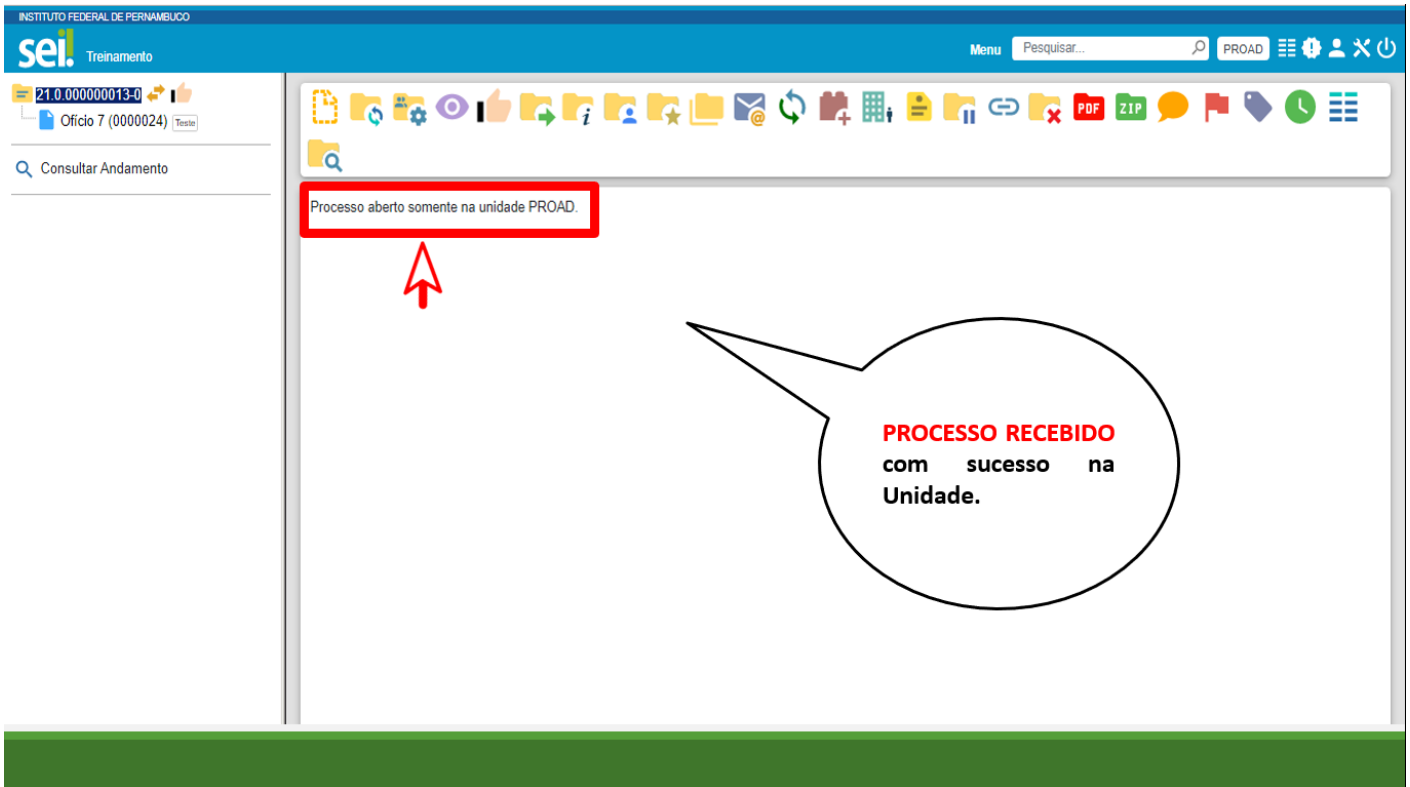 INSTITUTO FEDERAL DE PERNAMBUCO
sei! Treinamento
Menu Pesquisar... PROAD
21.0.000000013-0
Ofício 7 (0000024) Teste
Consultar Andamento
PDF ZIP
Processo aberto somente na unidade PROAD.
PROCESSO RECEBIDO
com sucesso na
Unidade.